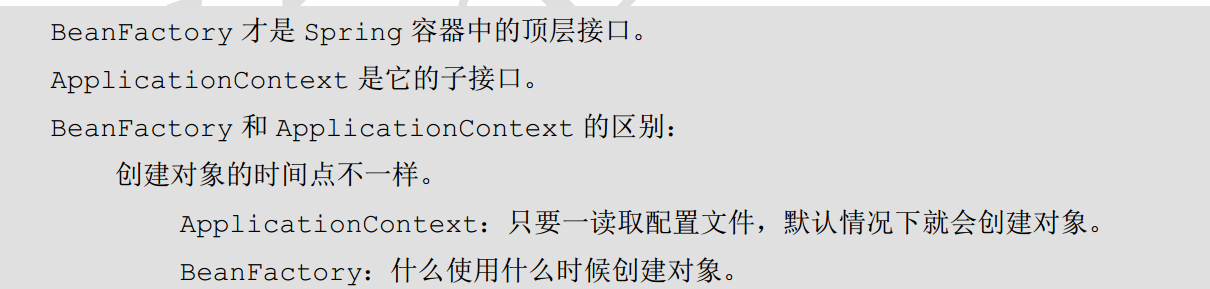 BeanFactory 才是 Spring 容器中的顶层接口。
ApplicationContext 是它的子接口。
BeanFactory 和 ApplicationContext 的区别：
创建对象的时间点不一样。
ApplicationContext：只要一读取配置文件，默认情况下就会创建对象。
BeanFactory：什么使用什么时候创建对象。